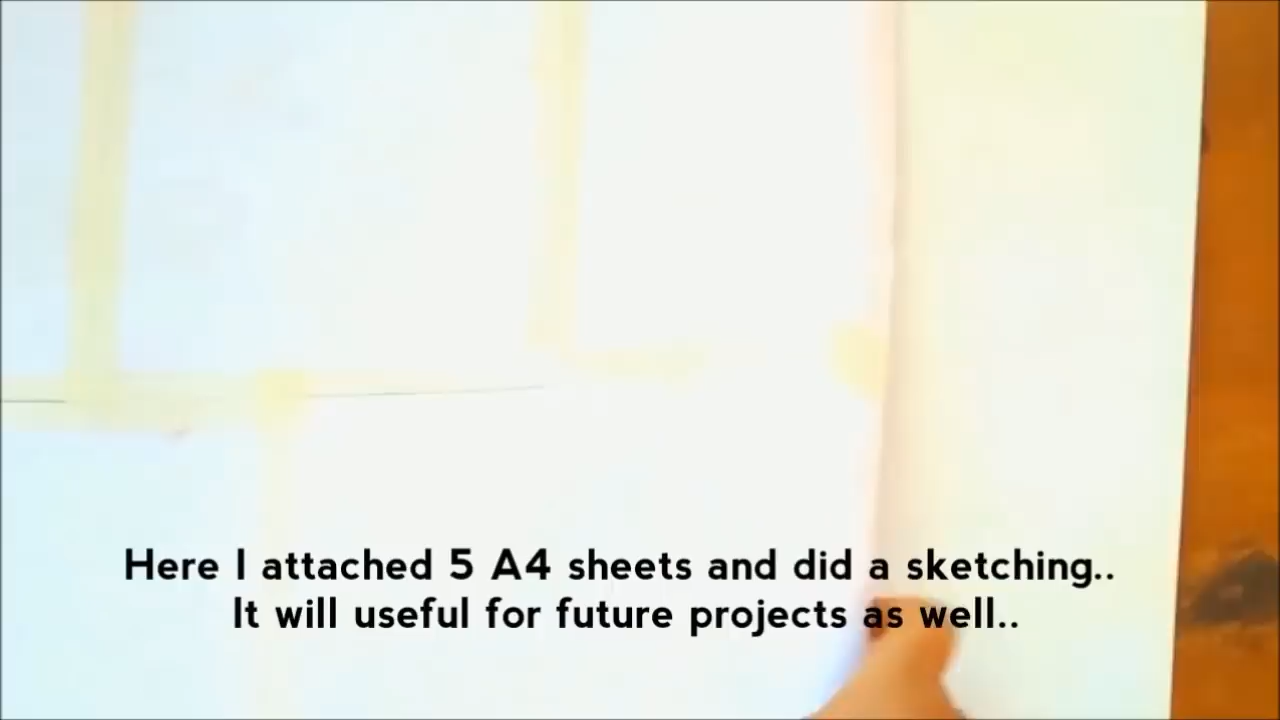 Here I attached 5 A4 sheets and did a sketching..
It will useful for future projects as well..